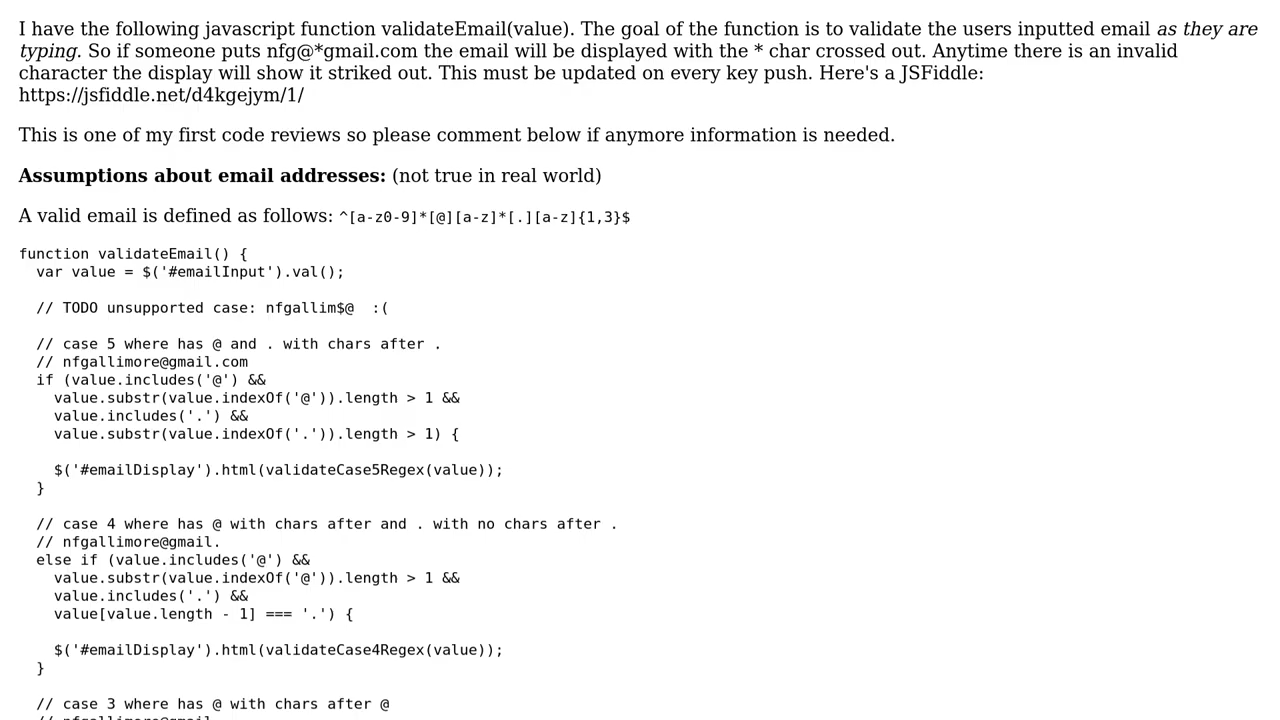 I have the following javascript function validateEmail(value). The goal of the function is to validate the users inputted email as they are
typing. So if someone puts nfg@*gmail.com the email will be displayed with the * char crossed out. Anytime there is an invalid
character the display will show it striked out. This must be updated on every key push. Here's a JSFiddle:
https://jsfiddle.net/d4kgejym/1/
This is one of my first code reviews so please comment below if anymore information is needed.
Assumptions about email addresses: (not true in real world)
A valid email is defined as follows: ^[a-z0-9]*[@][a-z]*[.][a-z]{1,3}$
function validateEmail() {
  var value = $('#emailInput').val();
  // TODO unsupported case: nfgallim$@  :(
  // case 5 where has @ and . with chars after .
  // nfgallimore@gmail.com
  if (value.includes('@') &&
    value.substr(value.indexOf('@')).length > 1 &&
    value.includes('.') &&
    value.substr(value.indexOf('.')).length > 1) {
    $('#emailDisplay').html(validateCase5Regex(value));
  }
  // case 4 where has @ with chars after and . with no chars after .
  // nfgallimore@gmail.
  else if (value.includes('@') &&
    value.substr(value.indexOf('@')).length > 1 &&
    value.includes('.') &&
    value[value.length - 1] === '.') {
    $('#emailDisplay').html(validateCase4Regex(value));
  }
  // case 3 where has @ with chars after @
  // nfgallimore@gmail